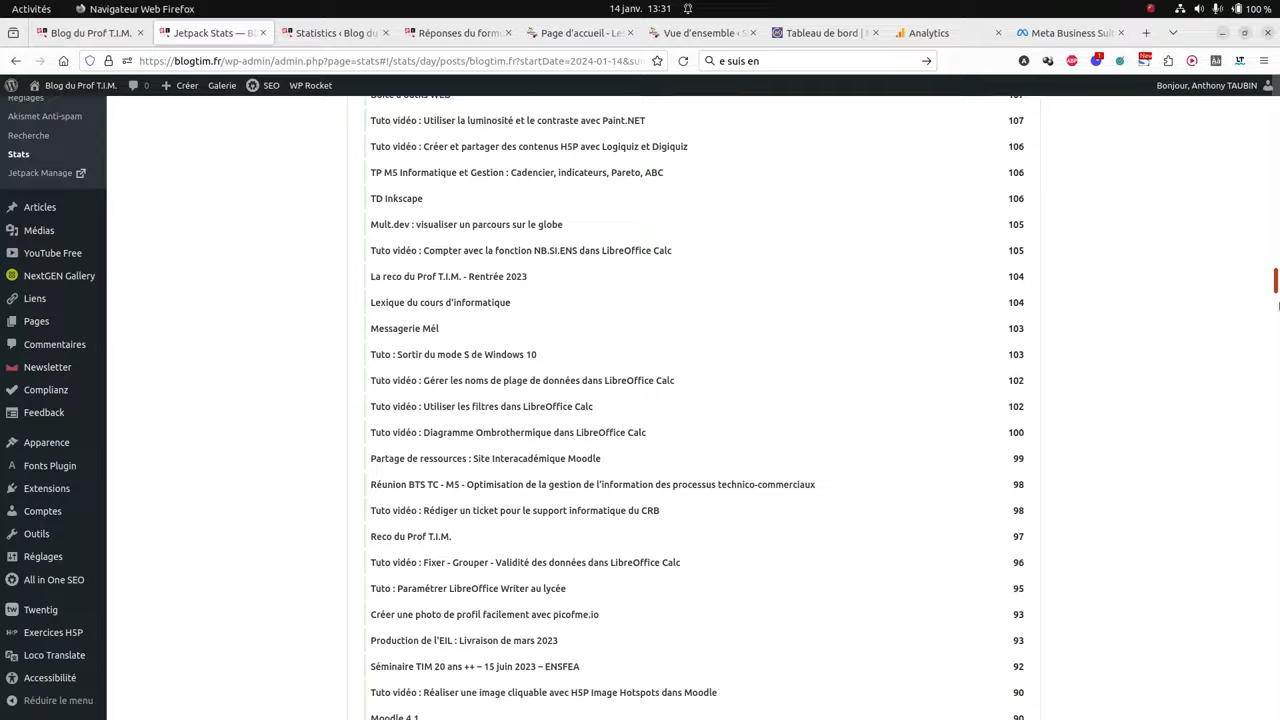 Activités
Navigateur Web Firefox
14 janv. 13:31
100 %
Blog du Prof T.I.M.
Jetpack Stats — Bl
Statistics ‹ Blog du
Réponses du formu
Page d'accueil - Les
Vue d'ensemble ‹ S
Tableau de bord | M
Analytics
Meta Business Suit
https://blogtim.fr/wp-admin/admin.php?page=stats#!/stats/day/posts/blogtim.fr?startDate=2024-01-14&sum
e suis en
Blog du Prof T.I.M.
0
Créer
Galerie
SEO
WP Rocket
Bonjour, Anthony TAUBIN
Réglages
Akismet Anti-spam
Recherche
Stats
Jetpack Manage
Articles
Médias
YouTube Free
NextGEN Gallery
Liens
Pages
Commentaires
Newsletter
Complianz
Feedback
Apparence
Fonts Plugin
Extensions
Comptes
Outils
Réglages
All in One SEO
Twentig
Exercices H5P
Loco Translate
Accessibilité
Réduire le menu
Boîte à outils WEB 107
Tuto vidéo : Utiliser la luminosité et le contraste avec Paint.NET 107
Tuto vidéo : Créer et partager des contenus H5P avec Logiquiz et Digiquiz 106
TP M5 Informatique et Gestion : Cadencier, indicateurs, Pareto, ABC 106
TD Inkscape 106
Mult.dev : visualiser un parcours sur le globe 105
Tuto vidéo : Compter avec la fonction NB.SI.ENS dans LibreOffice Calc 105
La reco du Prof T.I.M. - Rentrée 2023 104
Lexique du cours d'informatique 104
Messagerie Mél 103
Tuto : Sortir du mode S de Windows 10 103
Tuto vidéo : Gérer les noms de plage de données dans LibreOffice Calc 102
Tuto vidéo : Utiliser les filtres dans LibreOffice Calc 102
Tuto vidéo : Diagramme Ombrothermique dans LibreOffice Calc 100
Partage de ressources : Site Interacadémique Moodle 99
Réunion BTS TC - M5 - Optimisation de la gestion de l'information des processus technico-commerciaux 98
Tuto vidéo : Rédiger un ticket pour le support informatique du CRB 98
Reco du Prof T.I.M. 97
Tuto vidéo : Fixer - Grouper - Validité des données dans LibreOffice Calc 96
Tuto : Paramétrer LibreOffice Writer au lycée 95
Créer une photo de profil facilement avec picofme.io 93
Production de l'EIL : Livraison de mars 2023 93
Séminaire TIM 20 ans ++ – 15 juin 2023 – ENSFEA 92
Tuto vidéo : Réaliser une image cliquable avec H5P Image Hotspots dans Moodle 90
Moodle 4.1 90